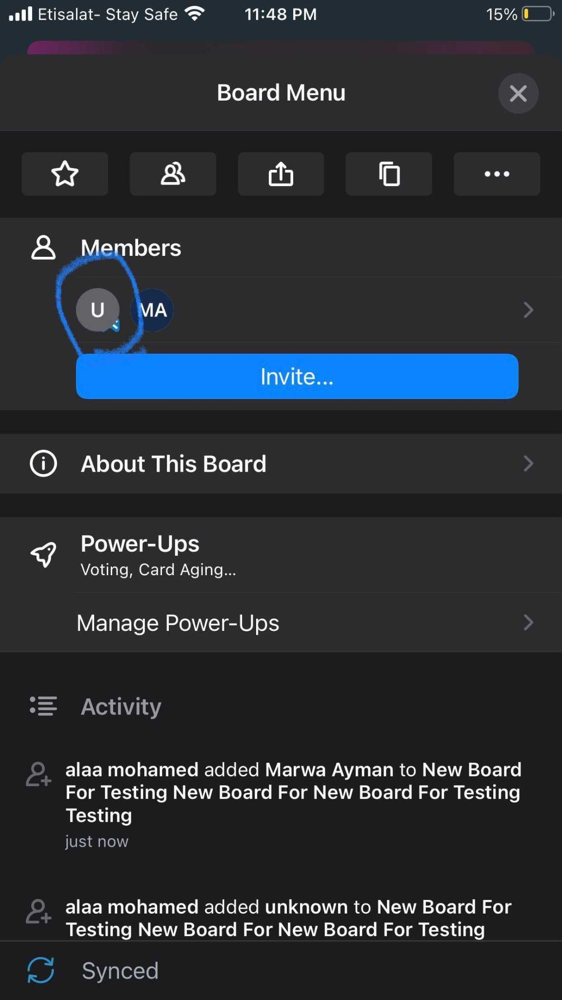 Etisalat- Stay Safe 11:48 PM 15%
Board Menu
Members
U MA
Invite...
About This Board
Power-Ups
Voting, Card Aging...
Manage Power-Ups
Activity
alaa mohamed added Marwa Ayman to New Board
For Testing New Board For New Board For Testing
Testing
just now
alaa mohamed added unknown to New Board For
Testing New Board For New Board For Testing
Synced